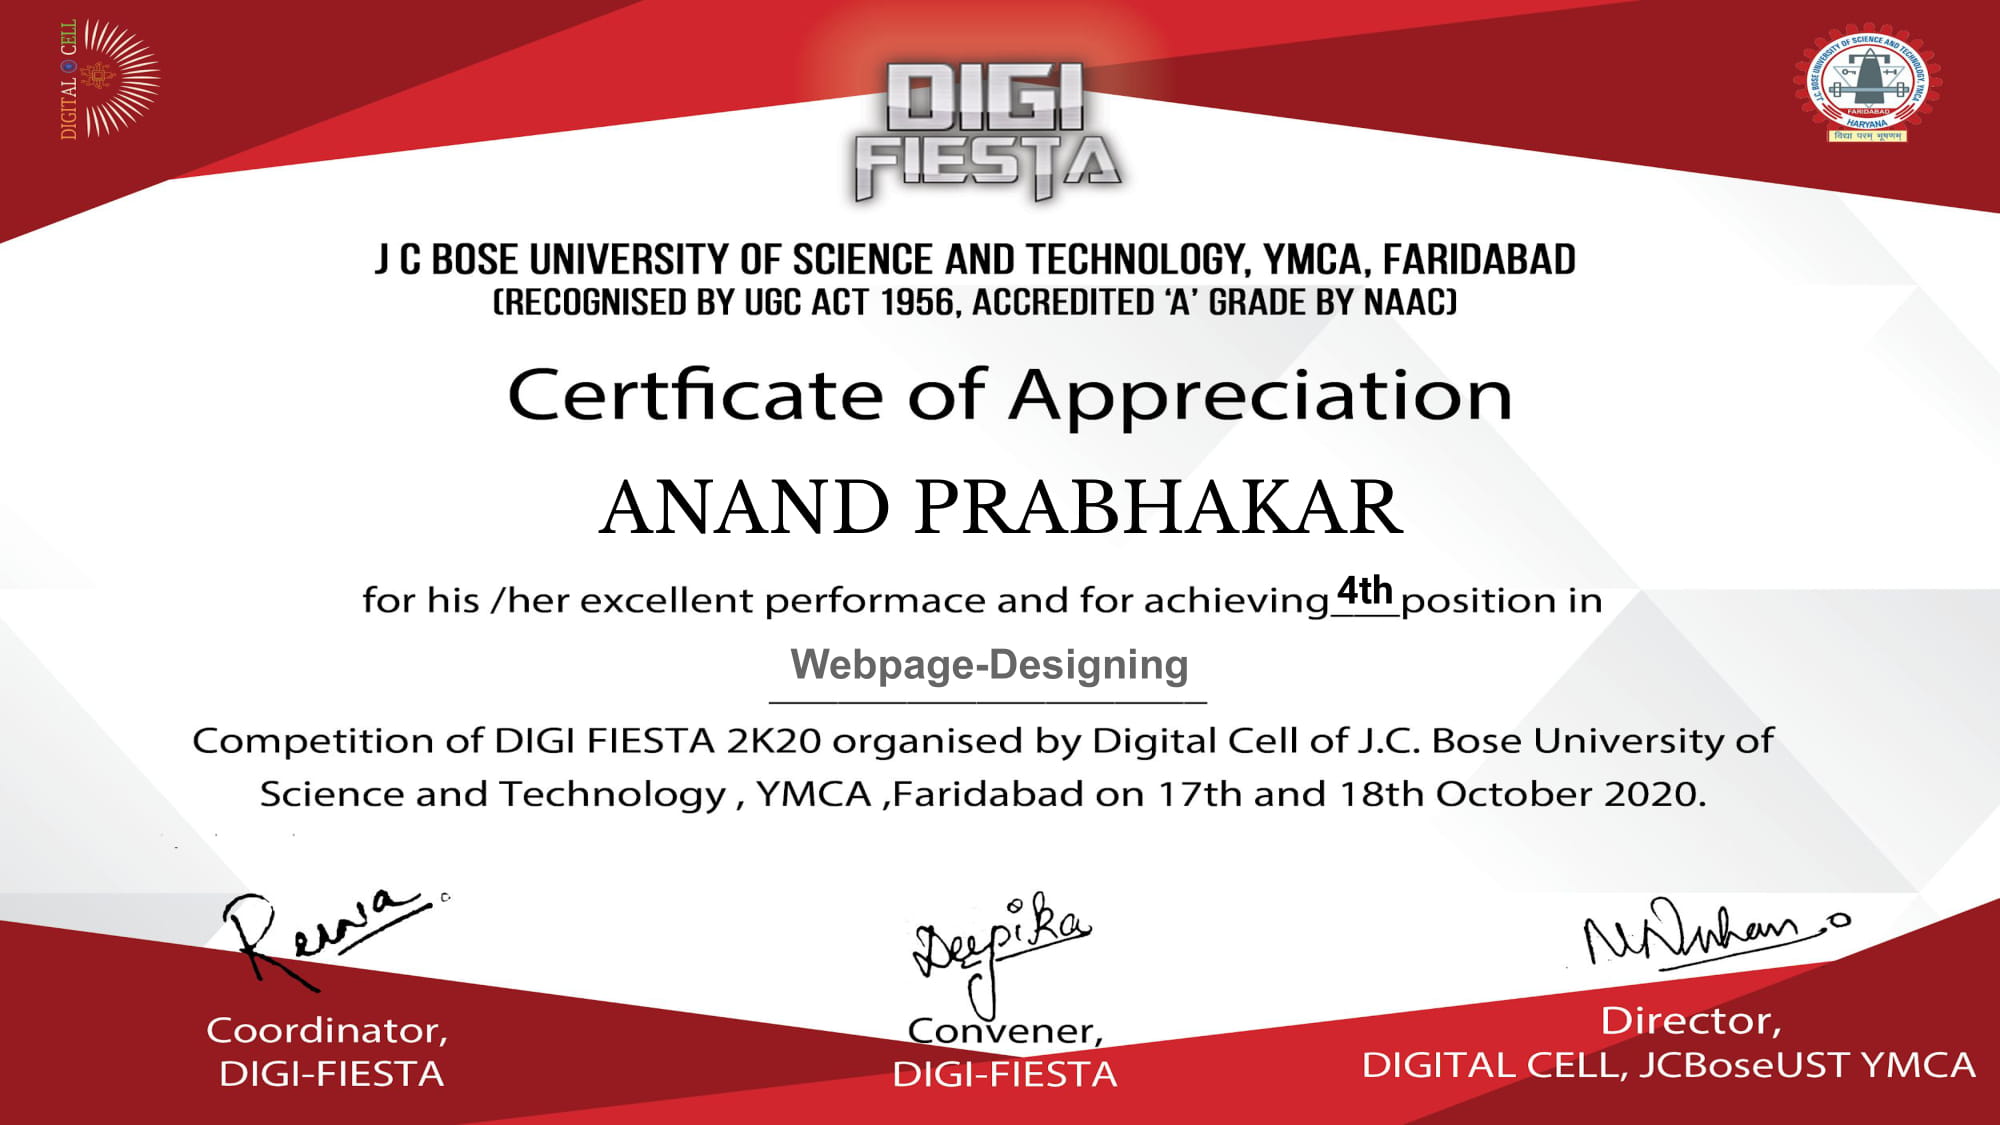 DIGITAL CELL
J.C. BOSE UNIVERSITY OF SCIENCE AND TECHNOLOGY, YMCA
FARIDABAD
HARYANA
विद्या परम् भूषणम्
DIGI
FIESTA
J C BOSE UNIVERSITY OF SCIENCE AND TECHNOLOGY, YMCA, FARIDABAD
(RECOGNISED BY UGC ACT 1956, ACCREDITED ‘A’ GRADE BY NAAC)
Certficate of Appreciation
ANAND PRABHAKAR
for his /her excellent performace and for achieving 4th position in
Webpage-Designing
Competition of DIGI FIESTA 2K20 organised by Digital Cell of J.C. Bose University of
Science and Technology , YMCA ,Faridabad on 17th and 18th October 2020.
Deepika
Coordinator,
DIGI-FIESTA
Convener,
DIGI-FIESTA
Director,
DIGITAL CELL, JCBoseUST YMCA